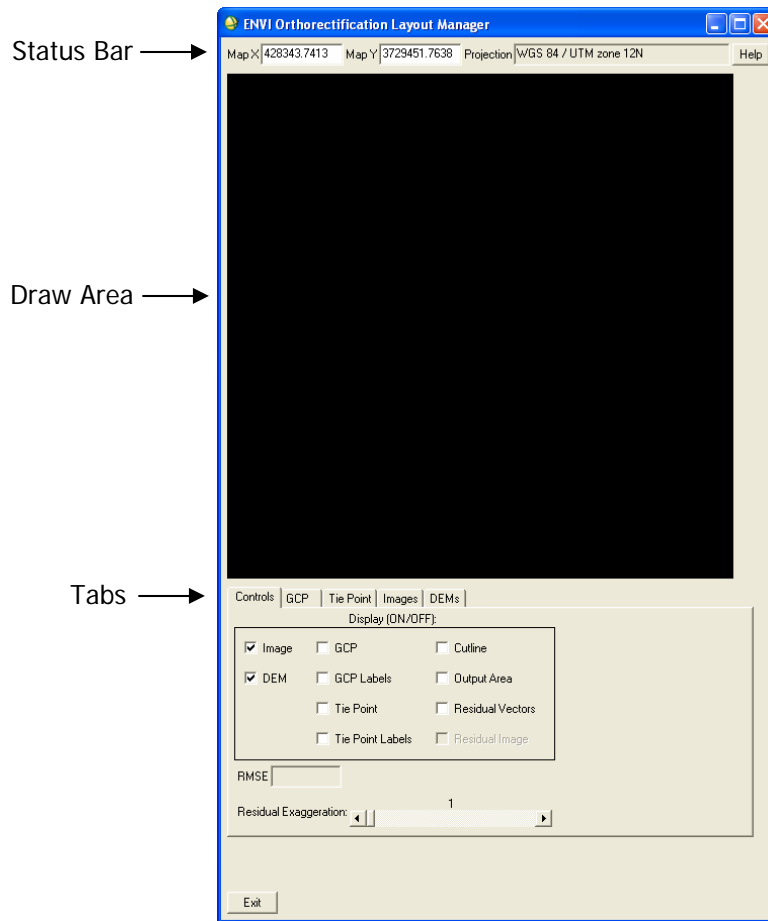 ENVI Orthorectification Layout Manager
Status Bar
Map X 428343.7413 Map Y 3729451.7638 Projection WGS 84 / UTM zone 12N Help
Draw Area
Tabs
Controls GCP Tie Point Images DEMs
Display (ON/OFF):
Image GCP Cutline
DEM GCP Labels Output Area
Tie Point Residual Vectors
Tie Point Labels Residual Image
RMSE
1
Residual Exaggeration:
Exit